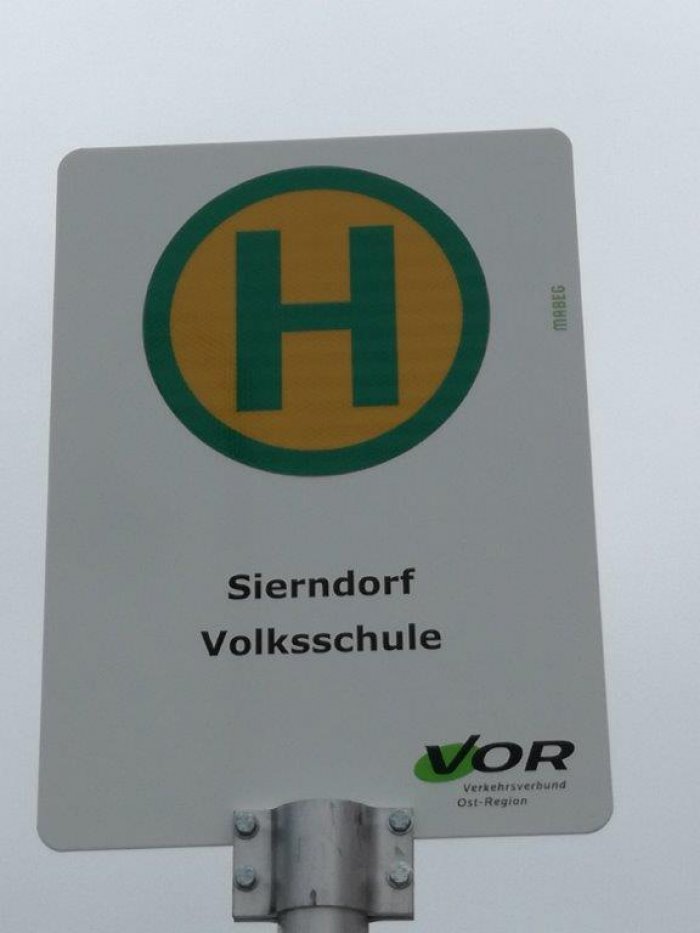 H
MABEG
Sierndorf
Volksschule
VOR
Verkehrsverbund
Ost-Region